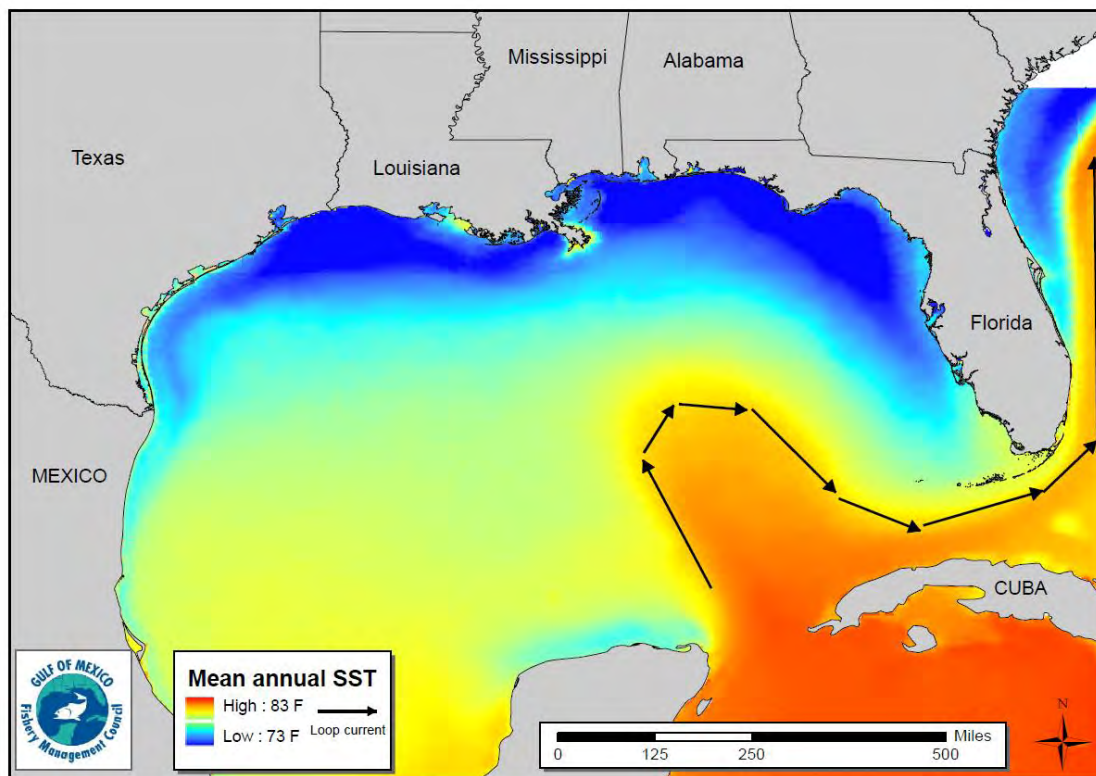 Mississippi
Alabama
Texas
Louisiana
Florida
MEXICO
CUBA
GULF OF MEXICO
Fishery Management Council
Mean annual SST
High : 83 F
Low : 73 F
Loop current
Miles
0 125 250 500
N